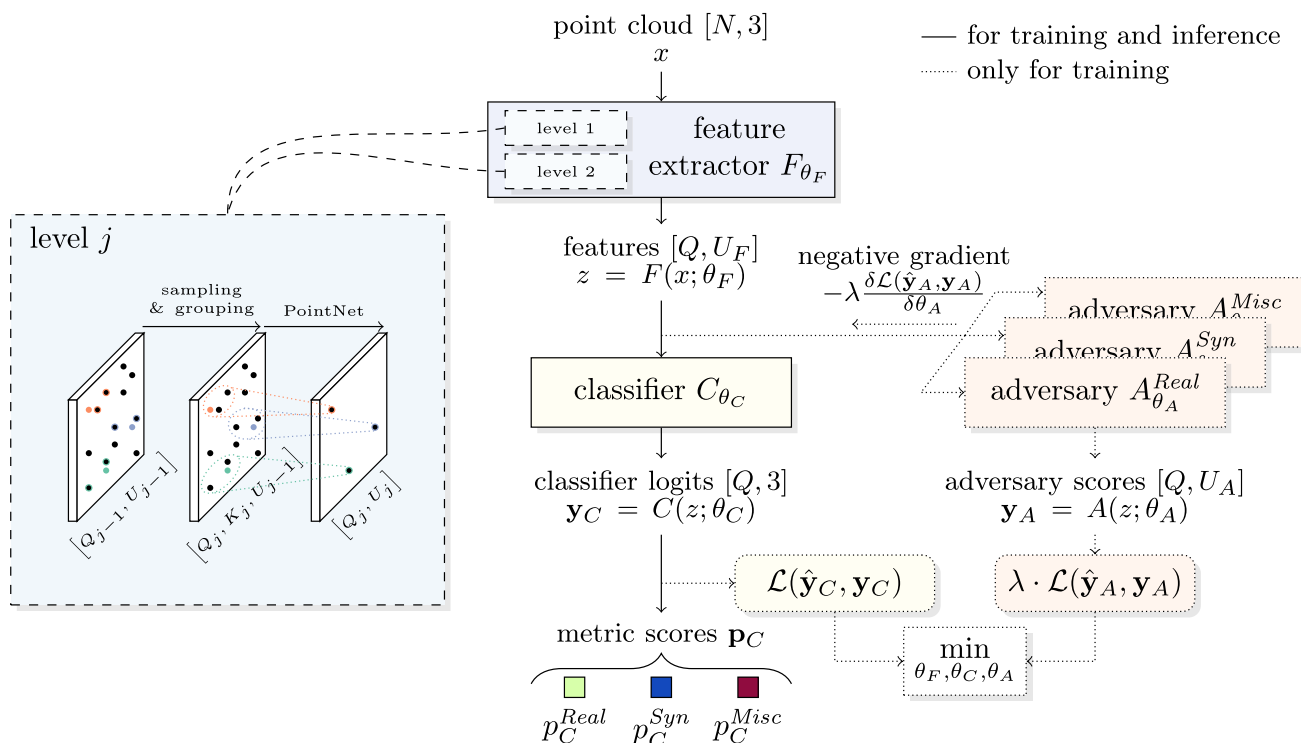 point cloud [N, 3]
x
for training and inference
only for training
level 1
level 2
feature
extractor F_{θ_F}
level j
sampling
& grouping
PointNet
[Q_{j−1}, U_{j−1}]
[Q_j, K_j, U_{j−1}]
[Q_j, U_j]
features [Q, U_F]
z = F(x; θ_F)
negative gradient
−λ δL(ŷ_A, y_A) / δθ_A
adversary A^{Misc}
adversary A^{Syn}
adversary A^{Real}_{θ_A}
classifier C_{θ_C}
classifier logits [Q, 3]
y_C = C(z; θ_C)
adversary scores [Q, U_A]
y_A = A(z; θ_A)
L(ŷ_C, y_C)
λ · L(ŷ_A, y_A)
metric scores p_C
min
θ_F, θ_C, θ_A
p_C^{Real} p_C^{Syn} p_C^{Misc}